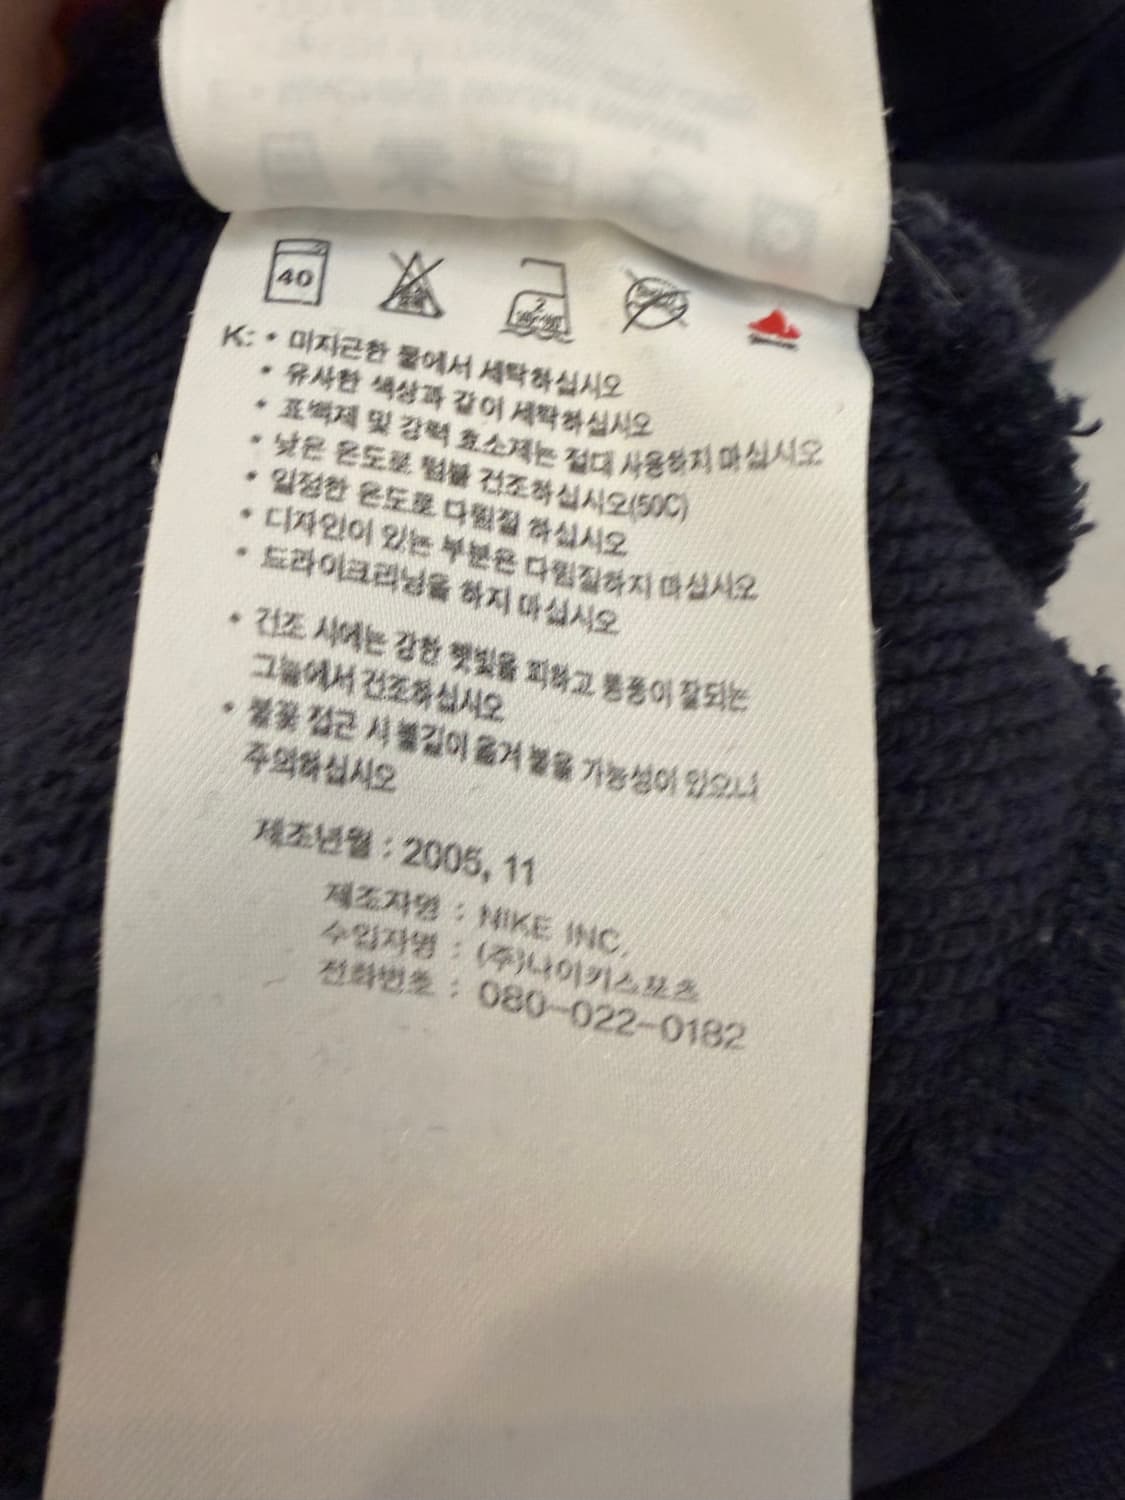 40
K: • 미지근한 물에서 세탁하십시오
• 유사한 색상과 같이 세탁하십시오
• 표백제 및 강력 효소제는 절대 사용하지 마십시오
• 낮은 온도로 텀블 건조하십시오(50C)
• 일정한 온도로 다림질 하십시오
• 디자인이 있는 부분은 다림질하지 마십시오
• 드라이크리닝을 하지 마십시오
• 건조 시에는 강한 햇빛을 피하고 통풍이 잘되는
그늘에서 건조하십시오
• 불꽃 접근 시 불길이 옮겨 붙을 가능성이 있으니
주의하십시오
제조년월 : 2005, 11
제조자명 : NIKE INC.
수입자명 : (주)나이키스포츠
전화번호 : 080-022-0182